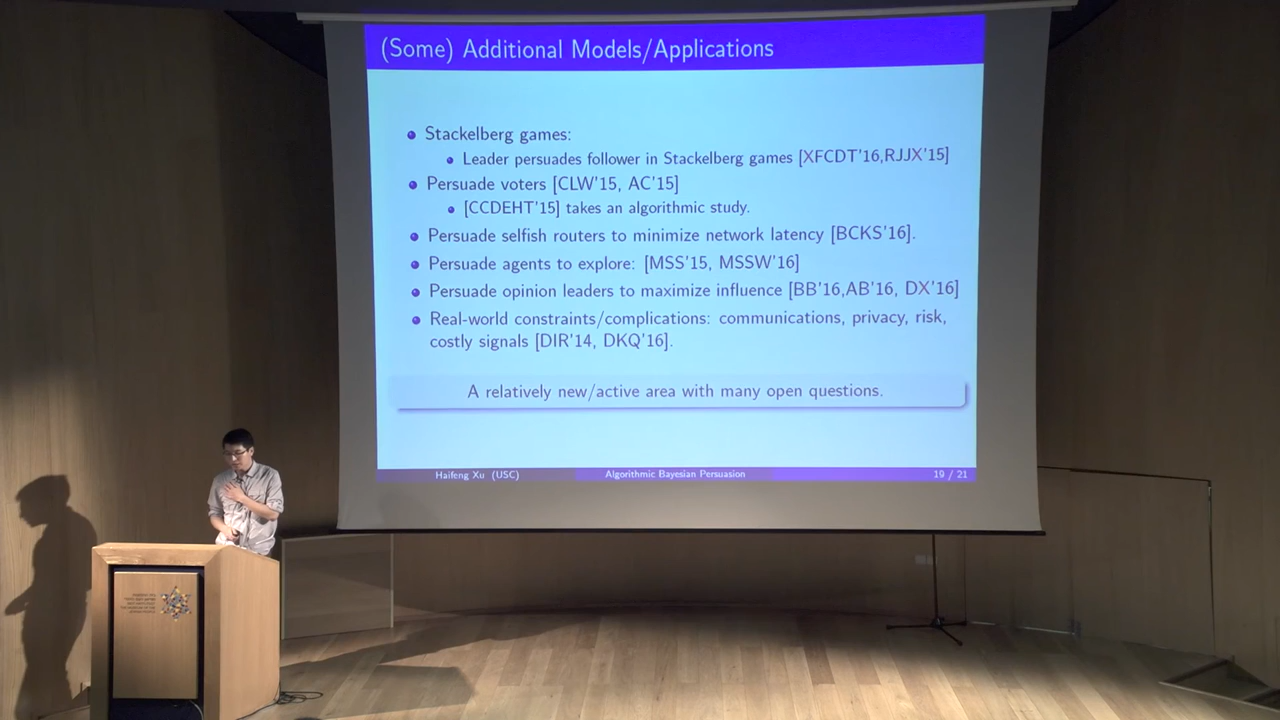 (Some) Additional Models/Applications
Stackelberg games:
Leader persuades follower in Stackelberg games [XFCDT'16,RJJX'15]
Persuade voters [CLW'15, AC'15]
[CCDEHT'15] takes an algorithmic study.
Persuade selfish routers to minimize network latency [BCKS'16].
Persuade agents to explore: [MSS'15, MSSW'16]
Persuade opinion leaders to maximize influence [BB'16,AB'16, DX'16]
Real-world constraints/complications: communications, privacy, risk,
costly signals [DIR'14, DKQ'16].
A relatively new/active area with many open questions.
Haifeng Xu (USC) Algorithmic Bayesian Persuasion 19 / 21